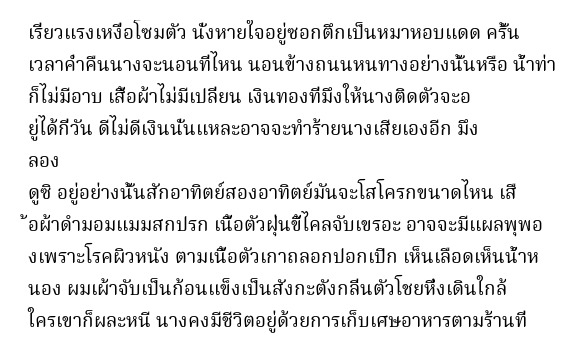 เรี่ยวแรงเหงื่อโซมตัว นั่งหายใจอยู่ซอกตึกเป็นหมาหอบแดด ครั้น
เวลาค่ำคืนนางจะนอนที่ไหน นอนข้างถนนหนทางอย่างนั้นหรือ น้ำท่า
ก็ไม่มีอาบ เสื้อผ้าไม่มีเปลี่ยน เงินทองที่มึงให้นางติดตัวจะอ
ยู่ได้กี่วัน ดีไม่ดีเงินนั่นแหละอาจจะทำร้ายนางเสียเองอีก มึง
ลอง
ดูซิ อยู่อย่างนั้นสักอาทิตย์สองอาทิตย์มันจะโสโครกขนาดไหน เสื
้อผ้าดำมอมแมมสกปรก เนื้อตัวฝุ่นขี้ไคลจับเขรอะ อาจจะมีแผลพุพอ
งเพราะโรคผิวหนัง ตามเนื้อตัวเกาถลอกปอกเปิก เห็นเลือดเห็นน้ำห
นอง ผมเผ้าจับเป็นก้อนแข็งเป็นสังกะตังกลิ่นตัวโชยหึ่งเดินใกล้
ใครเขาก็ผละหนี นางคงมีชีวิตอยู่ด้วยการเก็บเศษอาหารตามร้านที่